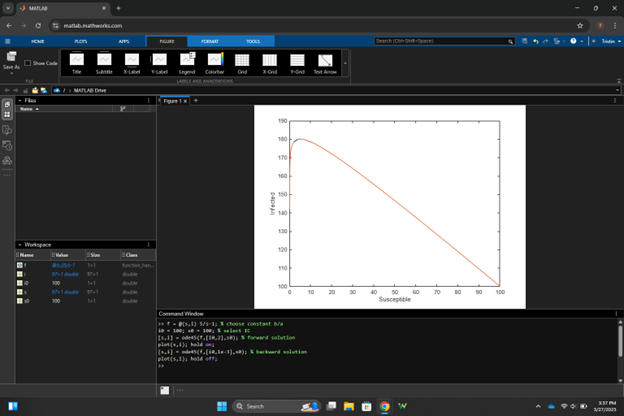 MATLAB
matlab.mathworks.com
HOME PLOTS APPS FIGURE FORMAT TOOLS
Search (Ctrl+Shift+Space)
Tristin
Save As
Show Code
Title Subtitle X-Label Y-Label Legend Colorbar Grid X-Grid Y-Grid Text Arrow
FILE LABELS AND ANNOTATIONS
/ > MATLAB Drive
Files
Name
Figure 1
190
180
170
160
150
140
130
120
110
100
Infected
0 10 20 30 40 50 60 70 80 90 100
Susceptible
Workspace
Name Value Size Class
f 1×1 function_han...
i 97×1 double 97×1 double
i0 100 1×1 double
s 97×1 double 97×1 double
s0 100 1×1 double
Command Window
>> f = @(s,i) 5/s-1; % choose constant b/a
i0 = 100; s0 = 100; % select IC
[s,i] = ode45(f,[i0,2],s0); % forward solution
plot(s,i); hold on;
[s,i] = ode45(f,[i0,1e-3],s0); % backward solution
plot(s,i); hold off;
>>
Search
3:37 PM
3/27/2025